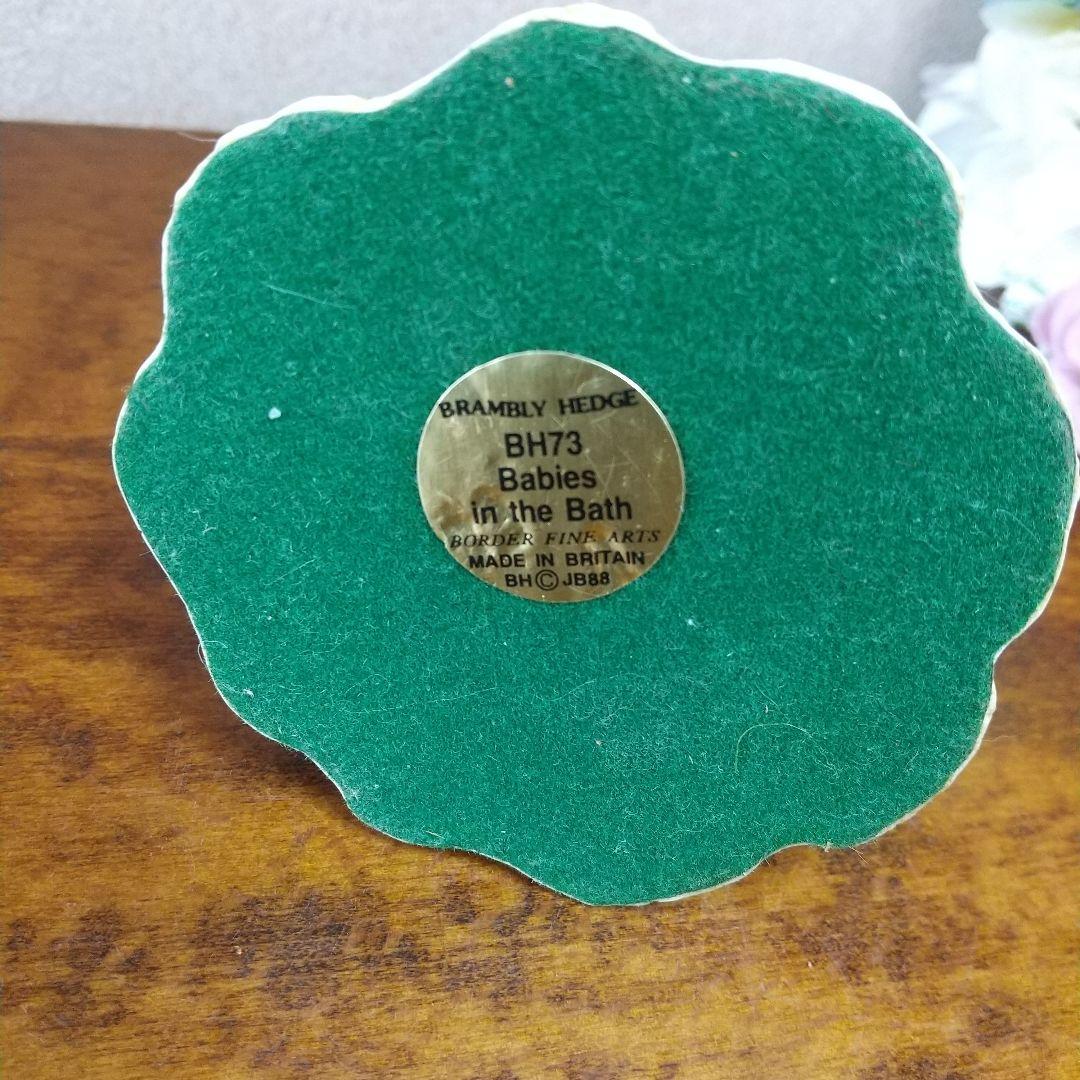 BRAMBLY HEDGE
BH73
Babies
in the Bath
BORDER FINE ARTS
MADE IN BRITAIN
BH © JB88